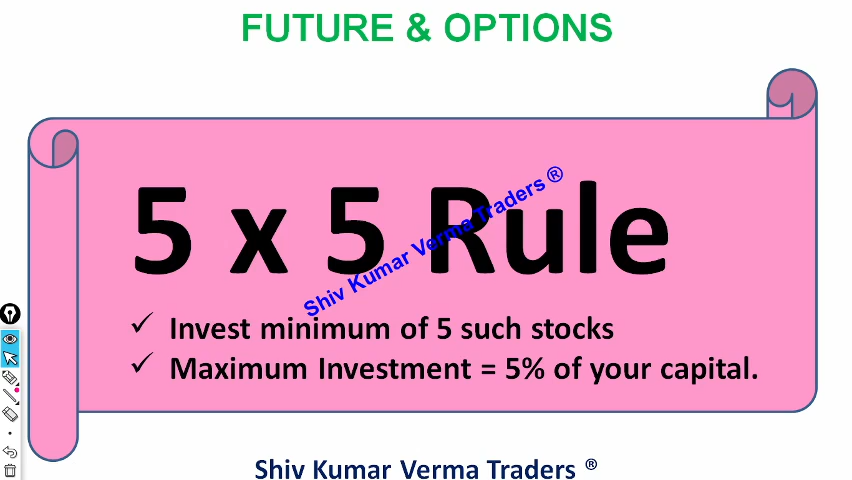 FUTURE & OPTIONS
5 x 5 Rule
Shiv Kumar Verma Traders ®
✓ Invest minimum of 5 such stocks
✓ Maximum Investment = 5% of your capital.
Shiv Kumar Verma Traders ®